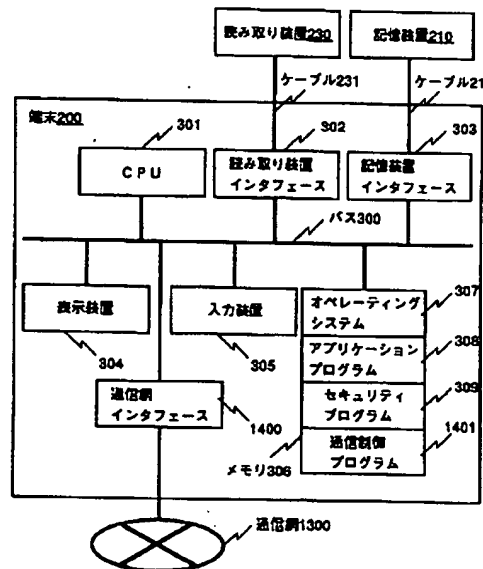 読み取り装置230
記憶装置210
ケーブル231
ケーブル21
端末200
301
302
303
CPU
読み取り装置
インタフェース
記憶装置
インタフェース
バス300
表示装置
入力装置
オペレーティング
システム
307
アプリケーション
プログラム
308
セキュリティ
プログラム
309
通信制御
プログラム
1401
304
305
通信網
インタフェース
1400
メモリ306
通信網1300